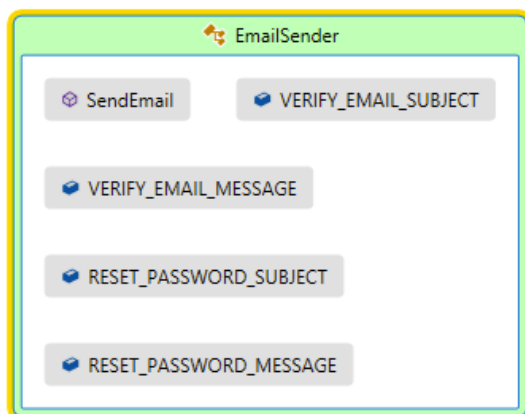 EmailSender
SendEmail VERIFY_EMAIL_SUBJECT
VERIFY_EMAIL_MESSAGE
RESET_PASSWORD_SUBJECT
RESET_PASSWORD_MESSAGE